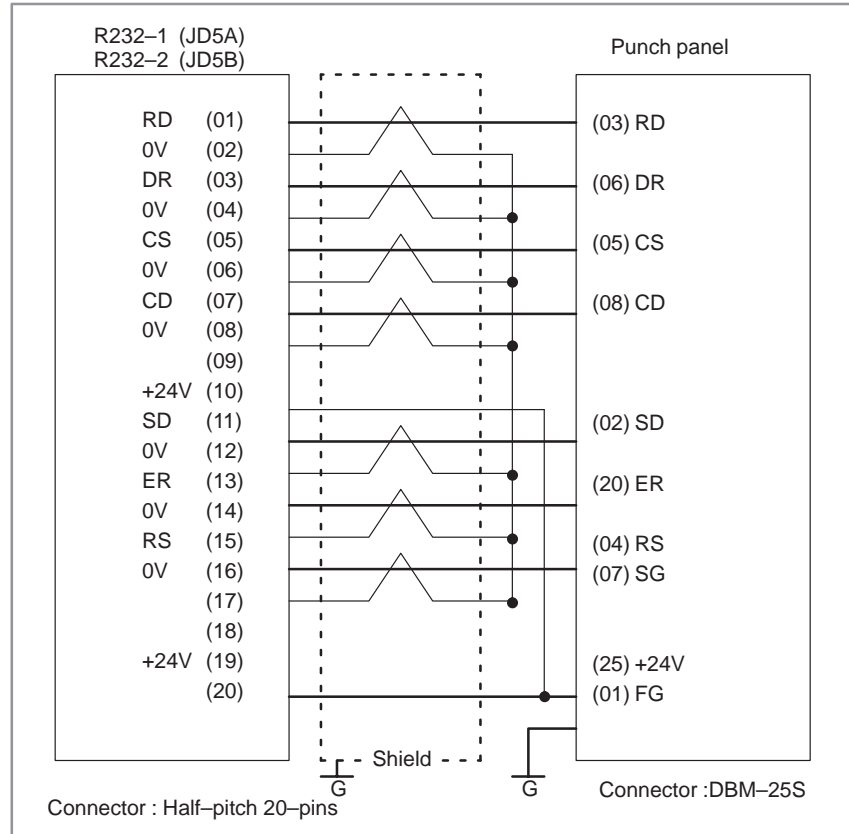 R232–1 (JD5A)
R232–2 (JD5B)
Punch panel
RD (01)
0V (02)
DR (03)
0V (04)
CS (05)
0V (06)
CD (07)
0V (08)
(09)
+24V (10)
SD (11)
0V (12)
ER (13)
0V (14)
RS (15)
0V (16)
(17)
(18)
+24V (19)
(20)
(03) RD
(06) DR
(05) CS
(08) CD
(02) SD
(20) ER
(04) RS
(07) SG
(25) +24V
(01) FG
Shield
G
G
Connector : Half–pitch 20–pins
Connector :DBM–25S